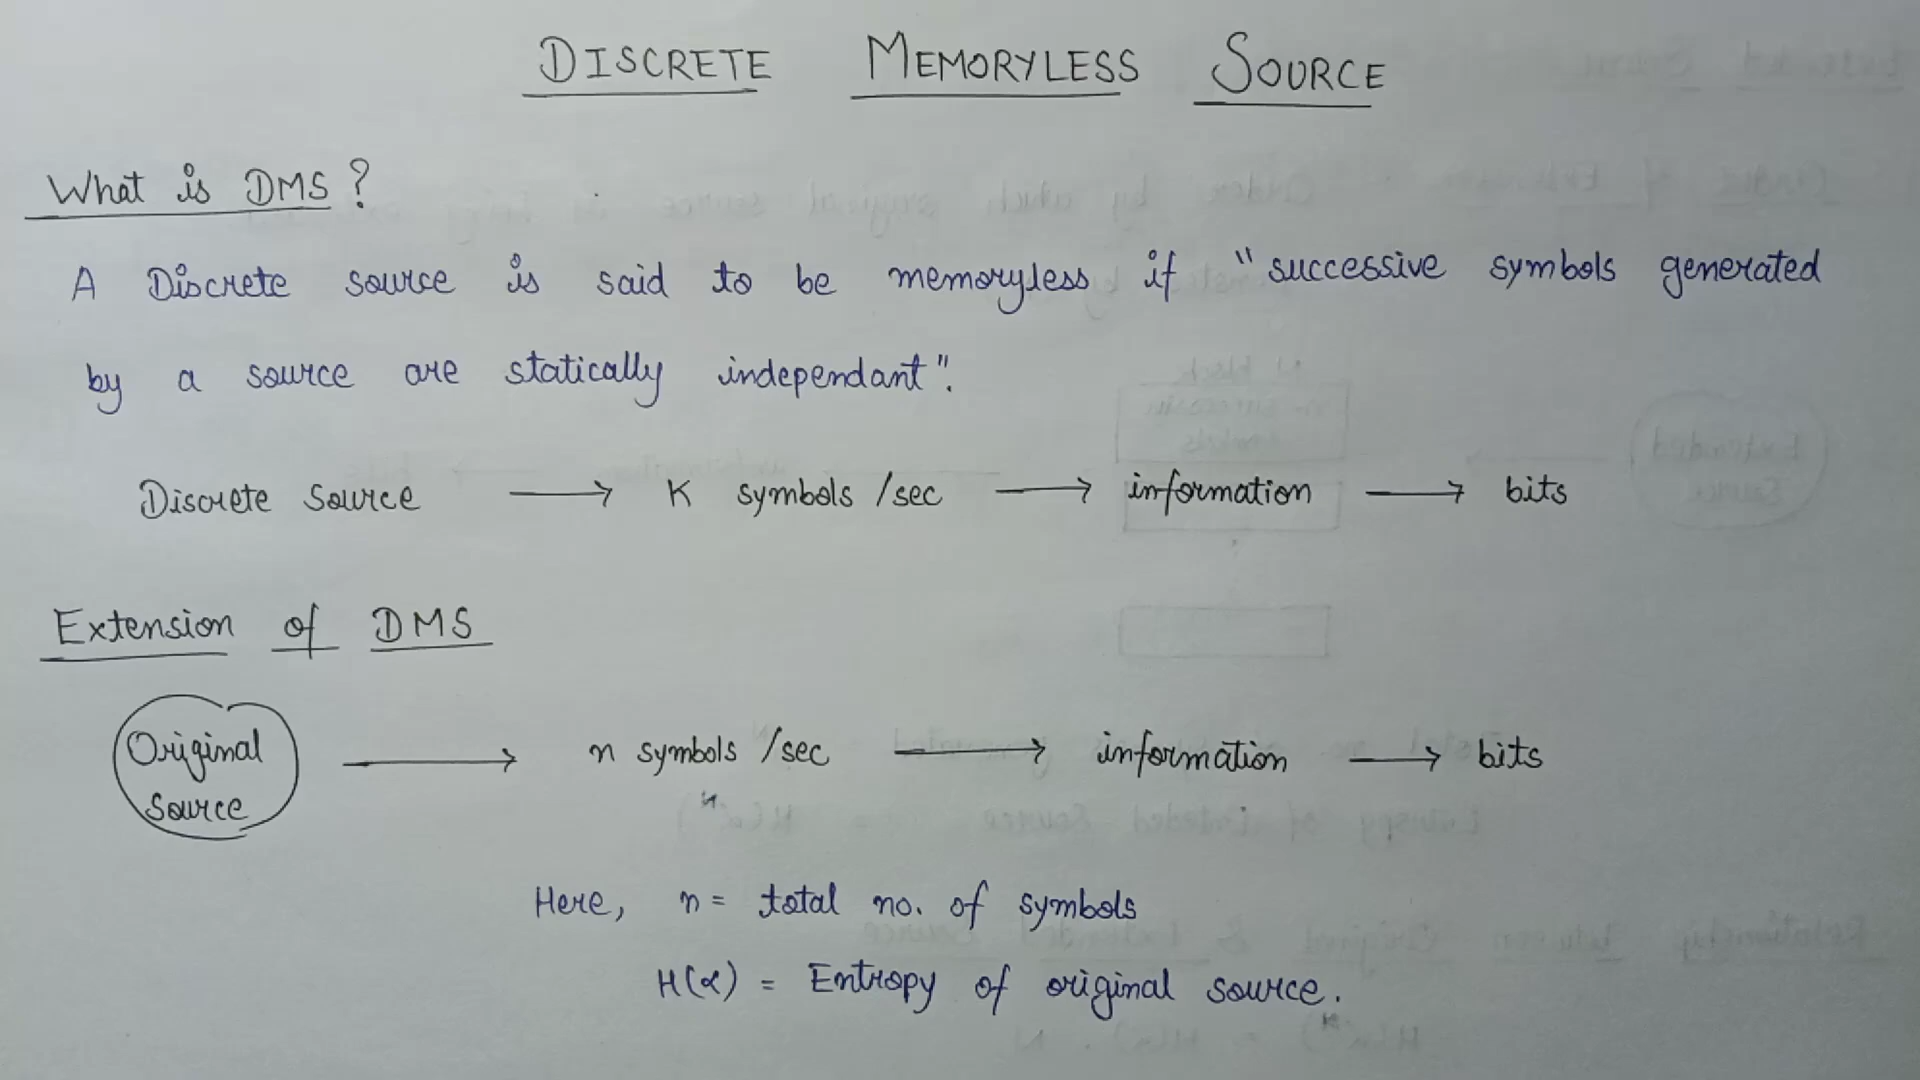 DISCRETE MEMORYLESS SOURCE
What is DMS?
A Discrete source is said to be memoryless if "successive symbols generated
by a source are statically independant".
Discrete Source → K symbols /sec → information → bits
Extension of DMS
Original
Source
→ n symbols /sec → information → bits
Here, n = total no. of symbols
H(α) = Entropy of original source.